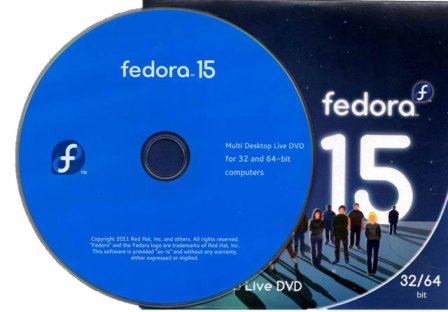 fedora™ 15
Multi Desktop Live DVD
for 32 and 64-bit
computers
TM
Copyright 2011 Red Hat, Inc. and others. All rights reserved.
"Fedora" and the Fedora logo are trademarks of Red Hat, Inc.
This software is provided "as-is" and without any warranty,
either expressed or implied.
fedora
15
p Live DVD
32/64
bit